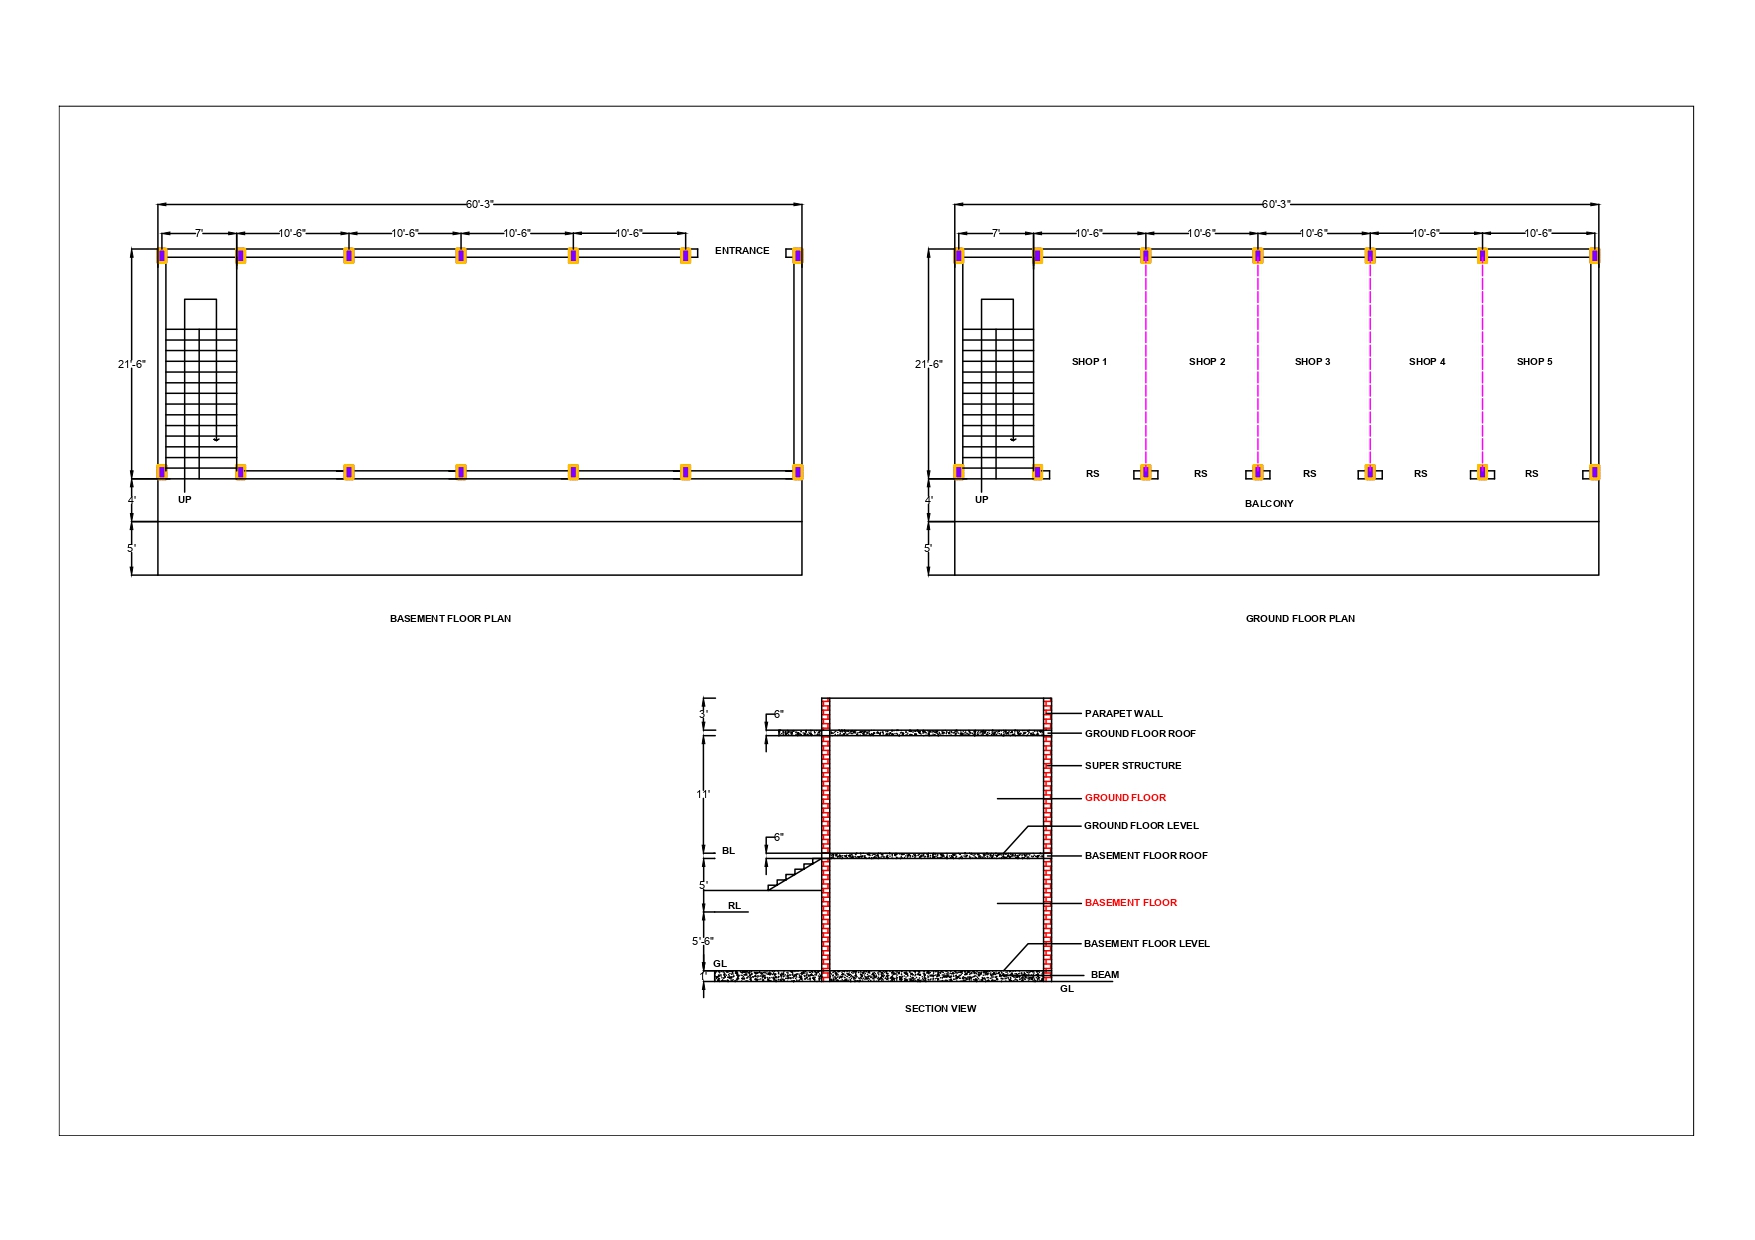 60'-3"
7' 10'-6" 10'-6" 10'-6" 10'-6"
ENTRANCE
21'-6"
UP
4'
5'
BASEMENT FLOOR PLAN
60'-3"
7' 10'-6" 10'-6" 10'-6" 10'-6" 10'-6"
21'-6"
SHOP 1 SHOP 2 SHOP 3 SHOP 4 SHOP 5
RS RS RS RS RS
UP
4'
BALCONY
5'
GROUND FLOOR PLAN
3' 6" PARAPET WALL
GROUND FLOOR ROOF
SUPER STRUCTURE
11' GROUND FLOOR
GROUND FLOOR LEVEL
6"
BL BASEMENT FLOOR ROOF
5'
RL BASEMENT FLOOR
5'-6" BASEMENT FLOOR LEVEL
GL
1' BEAM
GL
SECTION VIEW